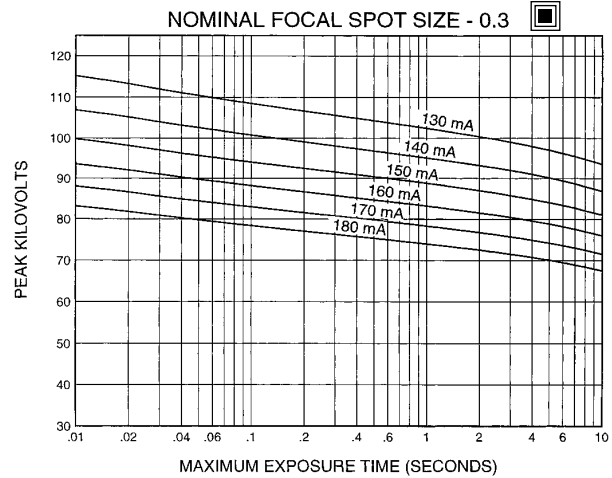 NOMINAL FOCAL SPOT SIZE - 0.3
120
110
100
90
80
70
60
50
40
30
PEAK KILOVOLTS
130 mA
140 mA
150 mA
160 mA
170 mA
180 mA
.01 .02 .04 .06 .1 .2 .4 .6 1 2 4 6 10
MAXIMUM EXPOSURE TIME (SECONDS)